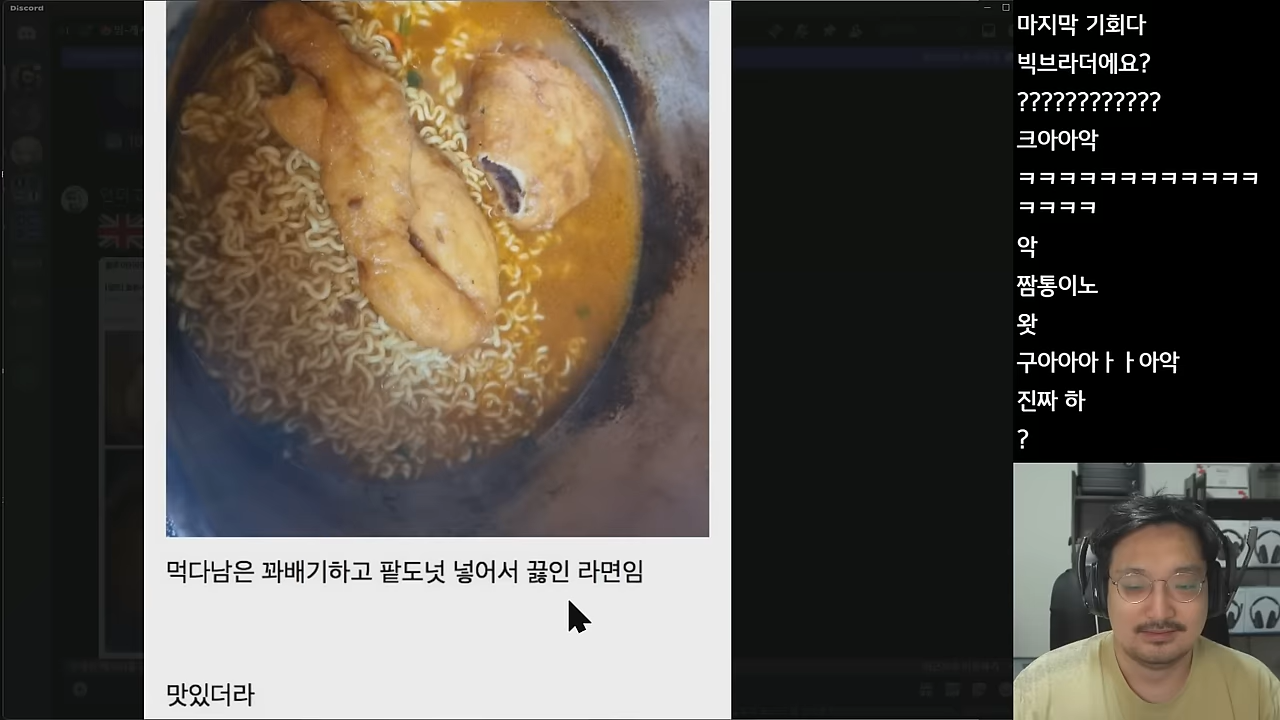 Discord
먹다남은 꽈배기하고 팥도넛 넣어서 끓인 라면임
맛있더라
마지막 기회다
빅브라더에요?
????????????
크아아악
ㅋㅋㅋㅋㅋㅋㅋㅋㅋㅋㅋㅋ
ㅋㅋㅋㅋ
악
짬통이노
왓
구아아아ㅏㅏ아악
진짜 하
?